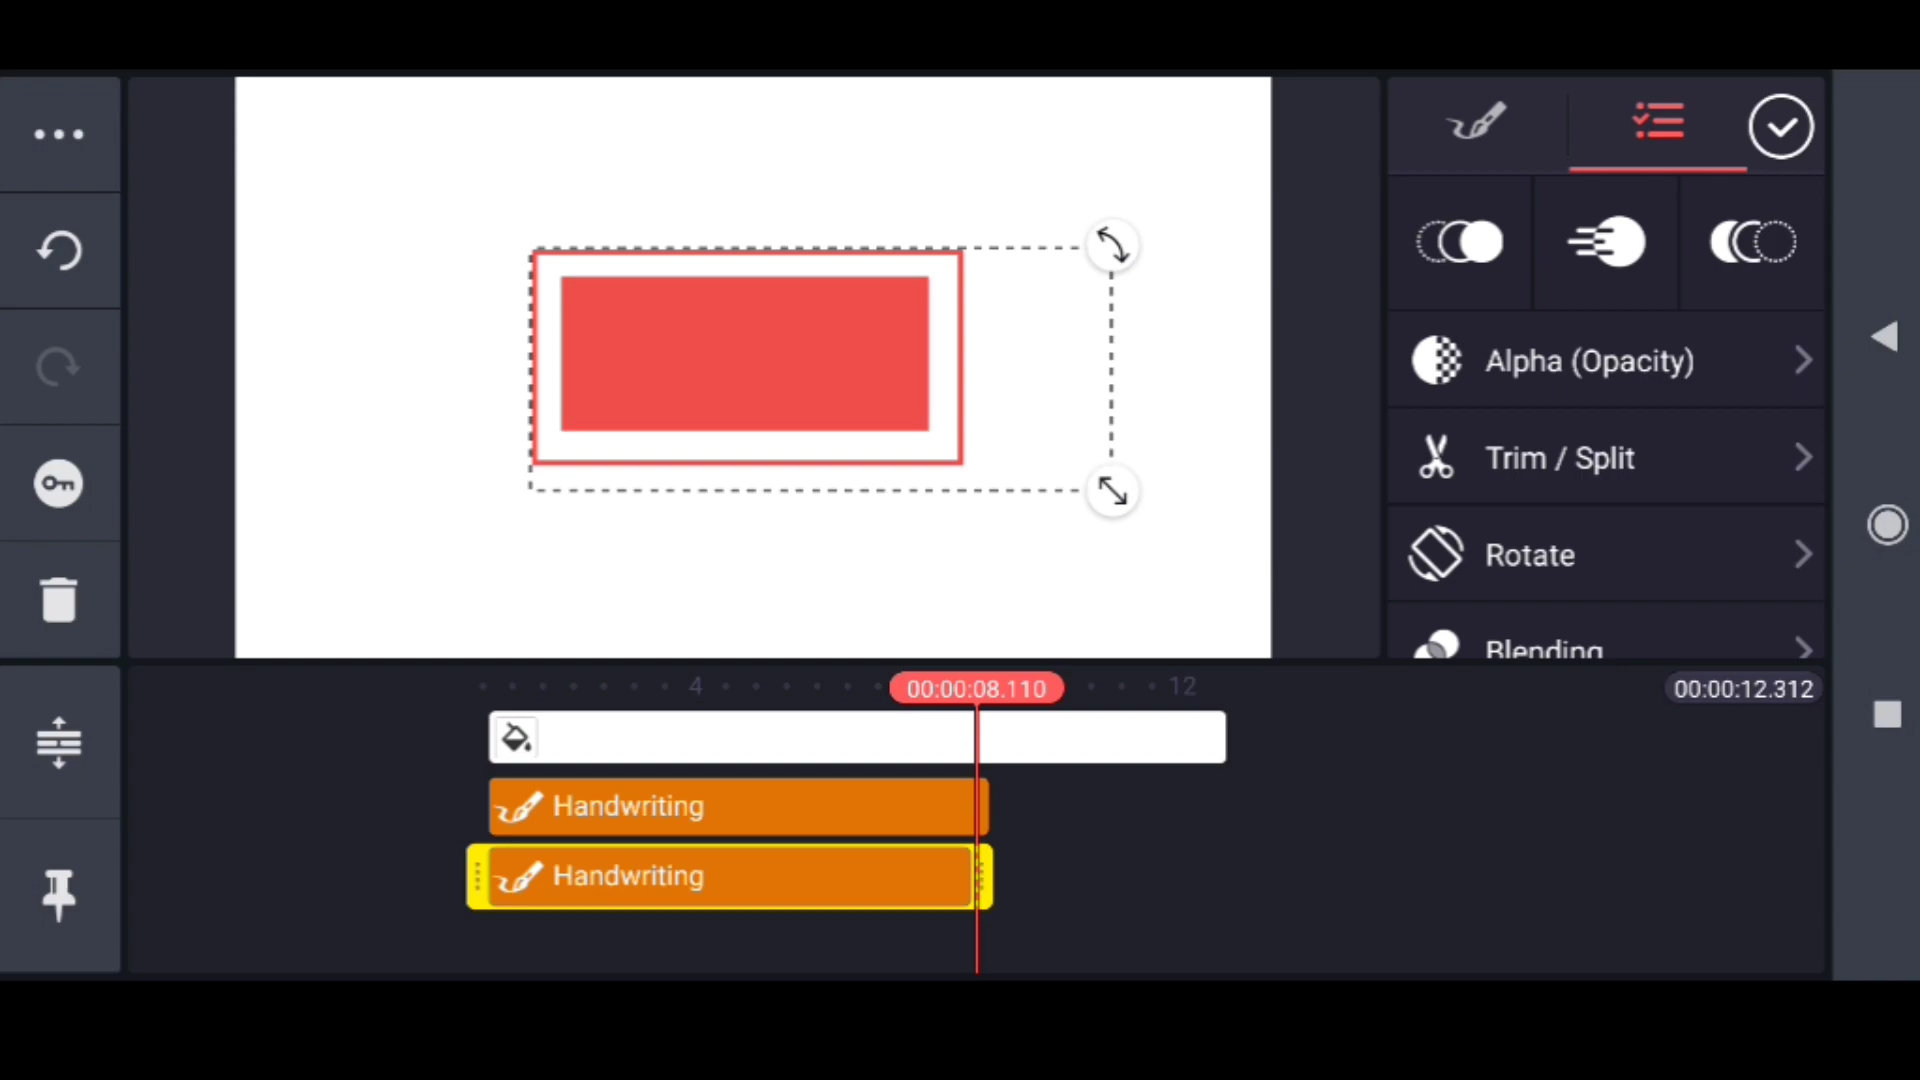 Alpha (Opacity)
Trim / Split
Rotate
Blending
4
00:00:08.110
12
00:00:12.312
Handwriting
Handwriting